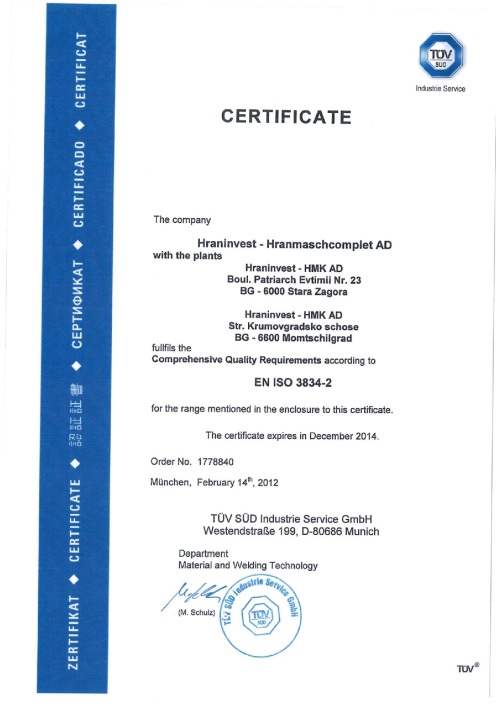 TÜV
SÜD
Industrie Service
CERTIFICATE
The company
Hraninvest - Hranmaschcomplet AD
with the plants
Hraninvest - HMK AD
Boul. Patriarch Evtimii Nr. 23
BG - 6000 Stara Zagora
Hraninvest - HMK AD
Str. Krumovgradsko schose
BG - 6600 Momtschilgrad
fullfils the
Comprehensive Quality Requirements according to
EN ISO 3834-2
for the range mentioned in the enclosure to this certificate.
The certificate expires in December 2014.
Order No. 1778840
München, February 14th, 2012
TÜV SÜD Industrie Service GmbH
Westendstraße 199, D-80686 Munich
Department
Material and Welding Technology
(M. Schulz)
TÜV SÜD Industrie Service GmbH
TÜV
SÜD
TÜV®
ZERTIFIKAT ◆ CERTIFICATE ◆ 認証証書 ◆ СЕРТИФИКАТ ◆ CERTIFICADO ◆ CERTIFICAT